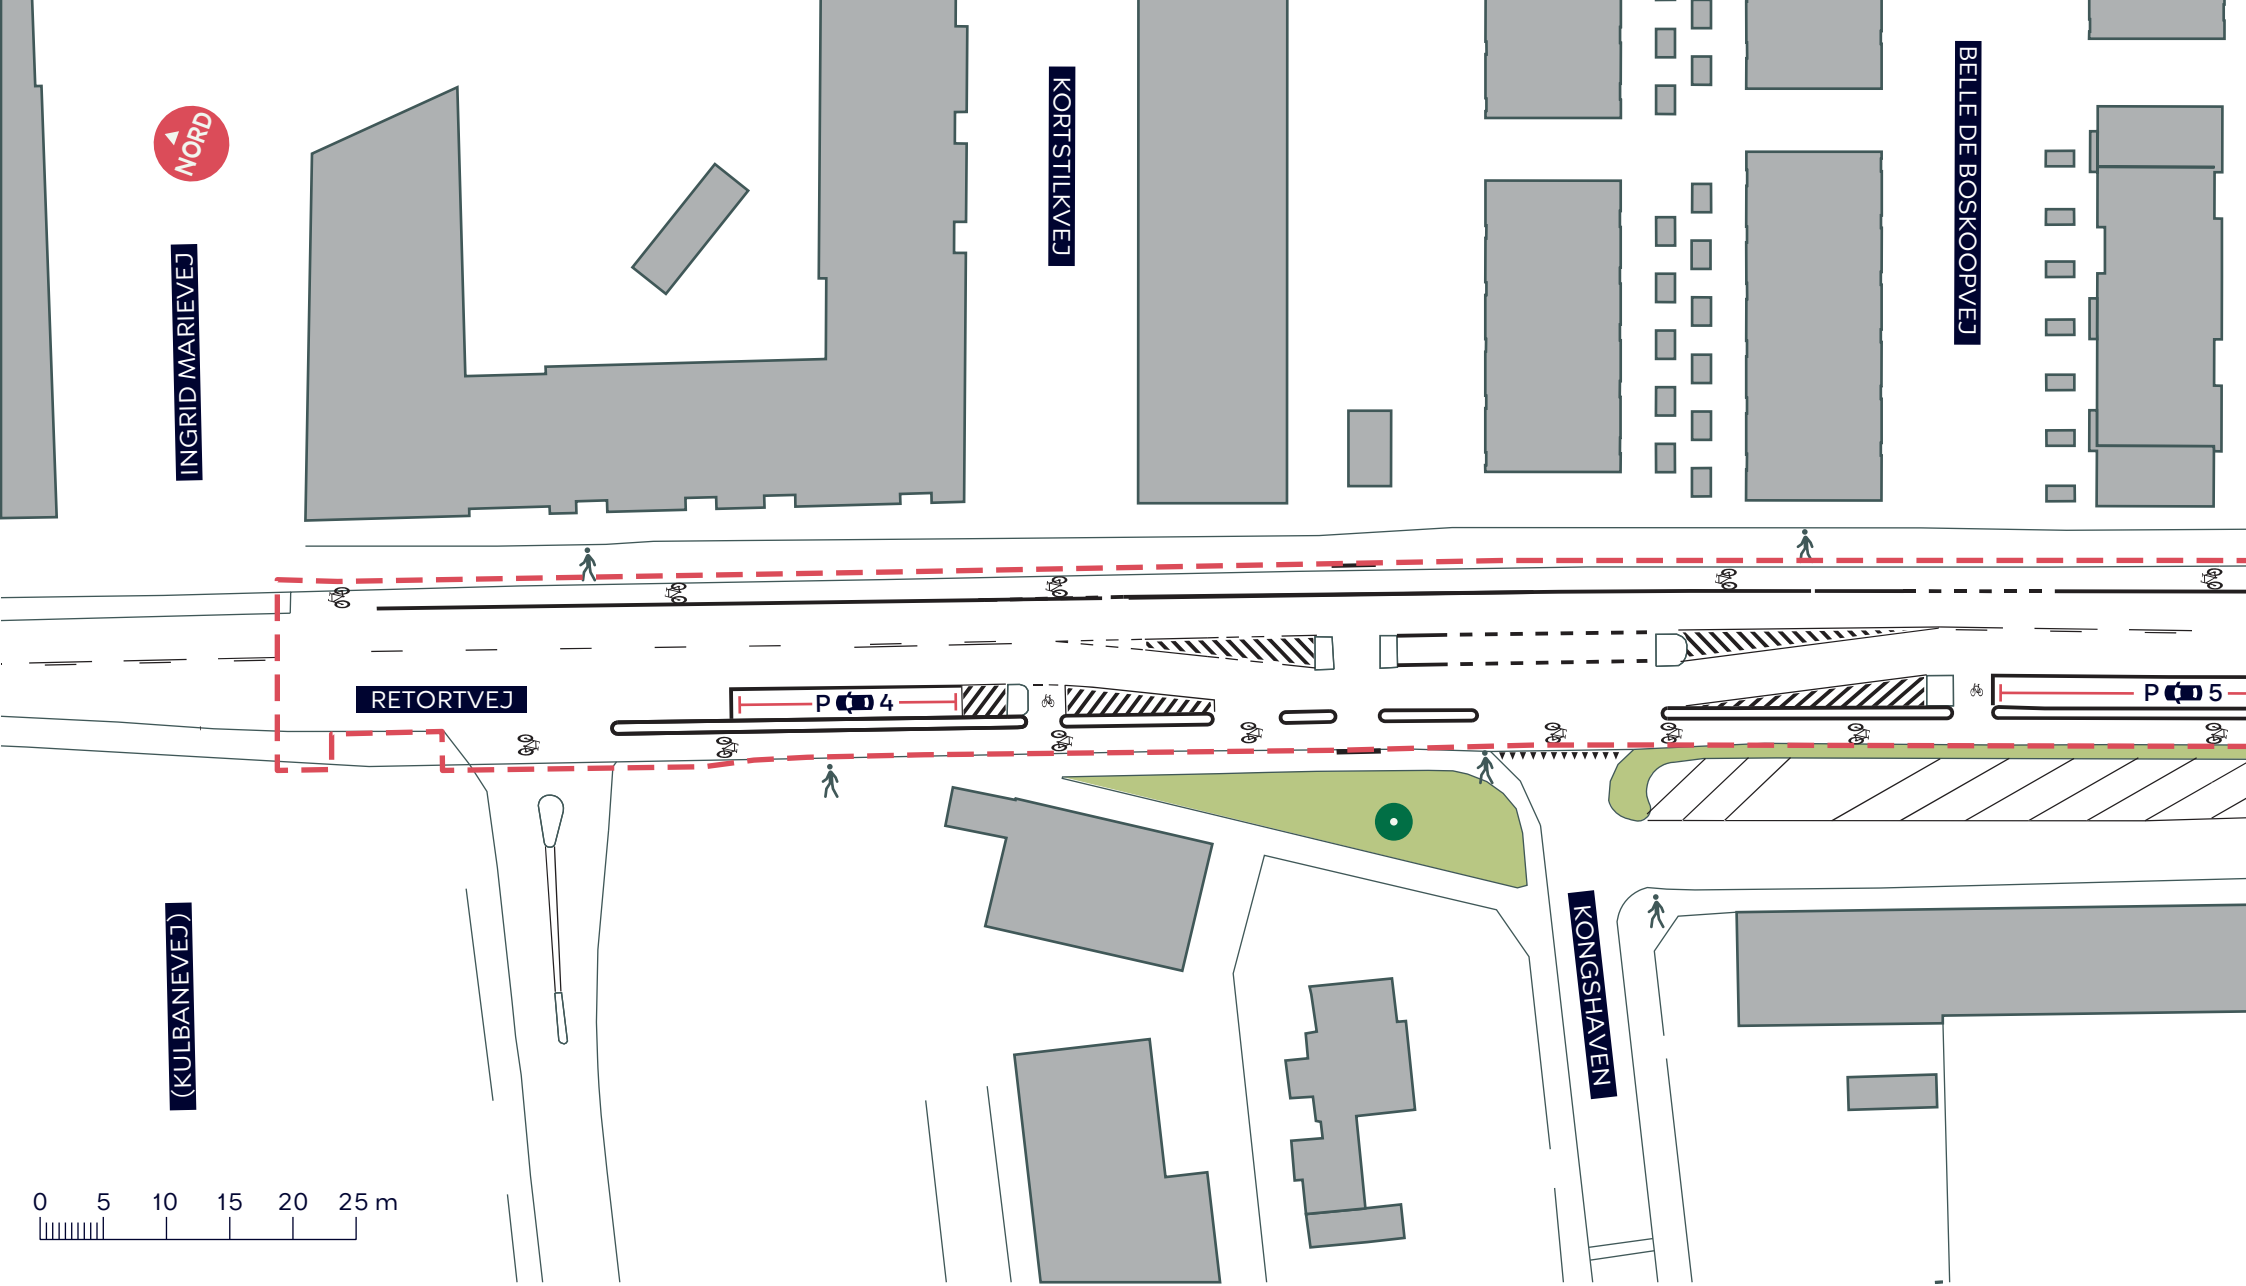 NORD
INGRID MARIEVEJ
KORTSTILKVEJ
BELLE DE BOSKOOPVEJ
RETORTVEJ
P 4
P 5
(KULBANEVEJ)
KONGSHAVEN
0 5 10 15 20 25 m